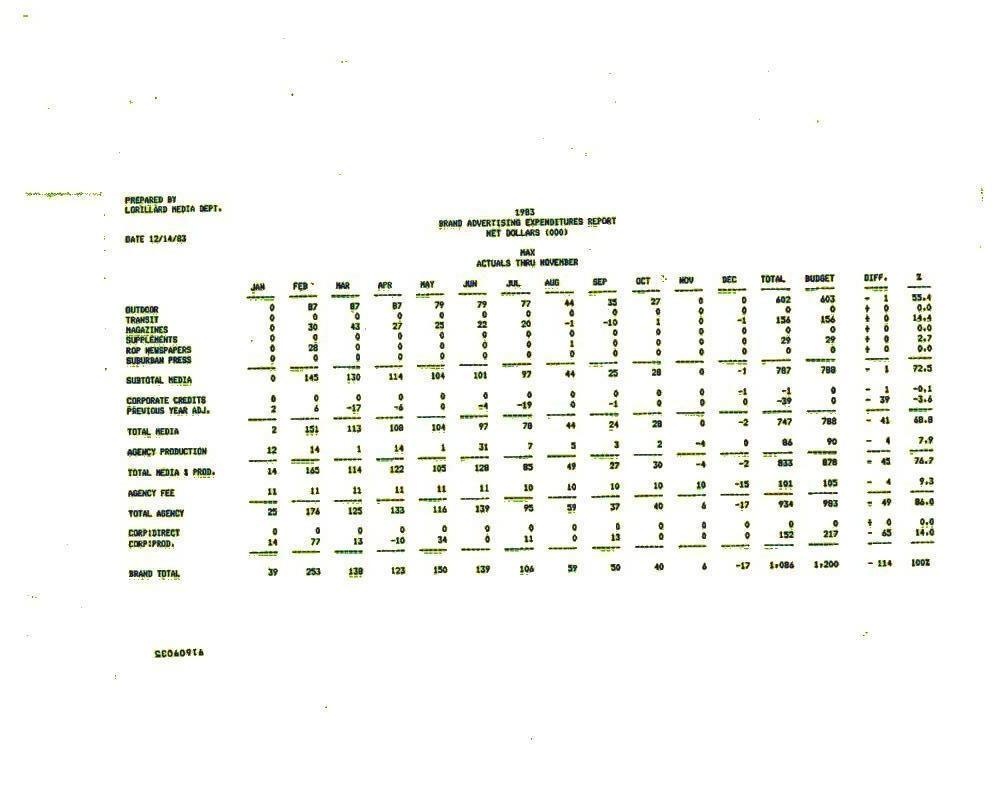 PREPARED BY
LORILLARD MEDIA DEPT.
DATE 12/14/83
1983
BRAND ADVERTISING EXPENDITURES REPORT
NET DOLLARS (000)
MAX
ACTUALS THRU NOVEMBER
JAN FEB MAR APR MAY JUN JUL AUG SEP OCT NOV DEC TOTAL BUDGET DIFF. %
OUTDOOR 0 87 87 87 79 79 77 44 35 27 0 0 602 603 - 1 55.4
TRANSIT 0 0 0 0 0 0 0 0 0 0 0 0 0 0 + 0 0.0
MAGAZINES 0 30 43 27 25 22 20 -1 -10 1 0 -1 156 156 + 0 14.4
SUPPLEMENTS 0 0 0 0 0 0 0 0 0 0 0 0 0 0 + 0 0.0
ROP NEWSPAPERS 0 28 0 0 0 0 0 1 0 0 0 0 29 29 + 0 2.7
SUBURBAN PRESS 0 0 0 0 0 0 0 0 0 0 0 0 0 0 + 0 0.0
SUBTOTAL MEDIA 0 145 130 114 104 101 97 44 25 28 0 -1 787 788 - 1 72.5
CORPORATE CREDITS 0 0 0 0 0 0 0 0 0 0 0 -1 -1 0 - 1 -0.1
PREVIOUS YEAR ADJ. 2 6 -17 -6 0 -4 -19 0 -1 0 0 0 -39 0 - 39 -3.6
TOTAL MEDIA 2 151 113 108 104 97 78 44 24 28 0 -2 747 788 - 41 68.8
AGENCY PRODUCTION 12 14 1 14 1 31 7 5 3 2 -4 0 86 90 - 4 7.9
TOTAL MEDIA & PROD. 14 165 114 122 105 128 85 49 27 30 -4 -2 833 878 - 45 76.7
AGENCY FEE 11 11 11 11 11 11 10 10 10 10 10 -15 101 105 - 4 9.3
TOTAL AGENCY 25 176 125 133 116 139 95 59 37 40 6 -17 934 983 - 49 86.0
CORP:DIRECT 0 0 0 0 0 0 0 0 0 0 0 0 0 0 + 0 0.0
CORP:PROD. 14 77 13 -10 34 0 11 0 13 0 0 0 152 217 - 65 14.0
BRAND TOTAL 39 253 138 123 150 139 106 59 50 40 6 -17 1,086 1,200 - 114 100%